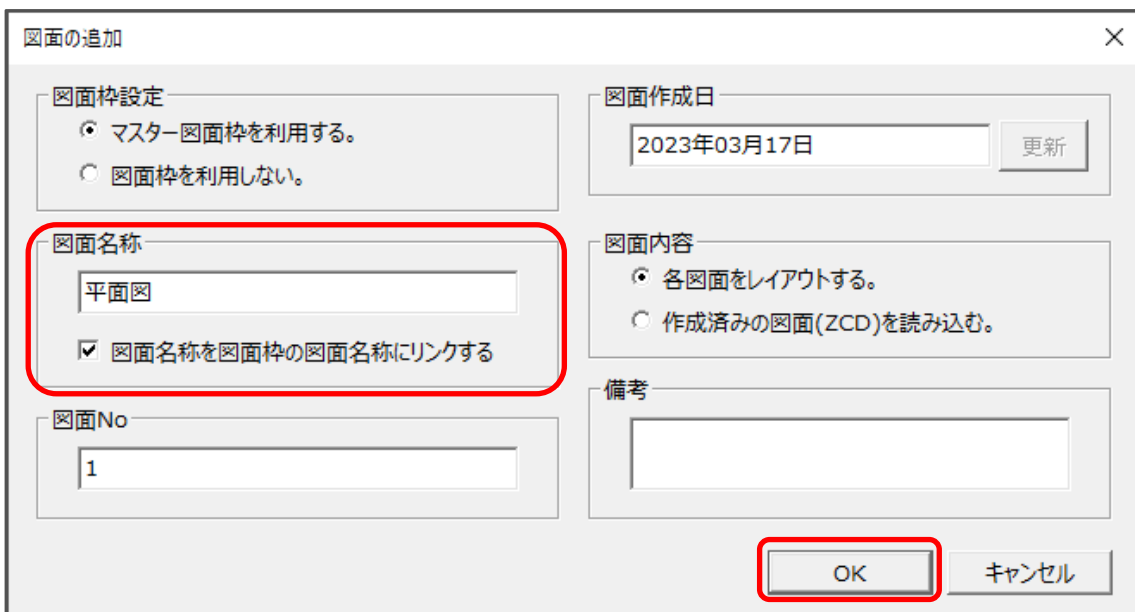 図面の追加
図面枠設定
マスター図面枠を利用する。
図面枠を利用しない。
図面名称
平面図
図面名称を図面枠の図面名称にリンクする
図面No
1
図面作成日
2023年03月17日
更新
図面内容
各図面をレイアウトする。
作成済みの図面(ZCD)を読み込む。
備考
OK
キャンセル